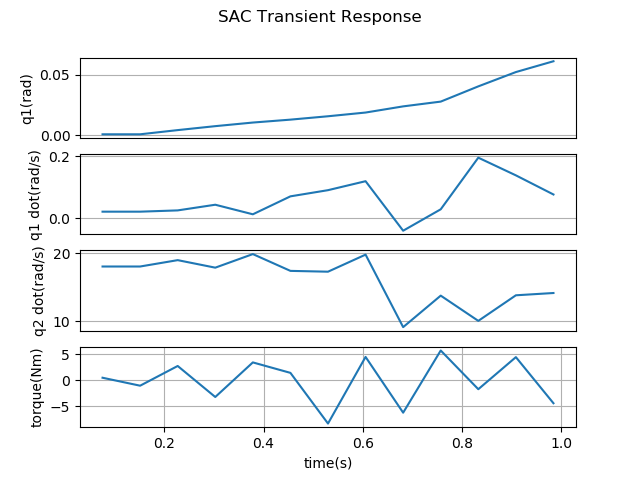 SAC Transient Response
0.05
0.00
q1(rad)
0.2
0.0
q1 dot(rad/s)
20
10
q2 dot(rad/s)
5
0
−5
torque(Nm)
0.2 0.4 0.6 0.8 1.0
time(s)